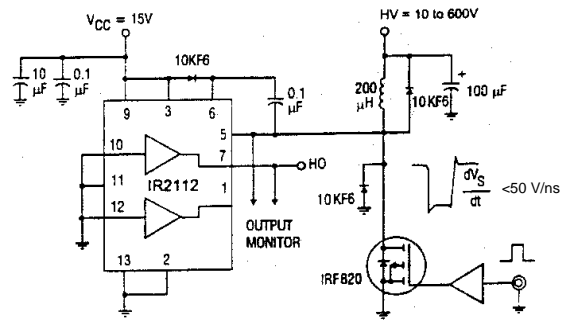 V_CC = 15V
HV = 10 to 600V
10 µF
0.1 µF
10KF6
0.1 µF
200 µH
10KF6
+
100 µF
9
3
6
5
10
7
HO
11
IR2112
1
12
10KF6
dV_S
dt
<50 V/ns
OUTPUT
MONITOR
13
2
IRF820